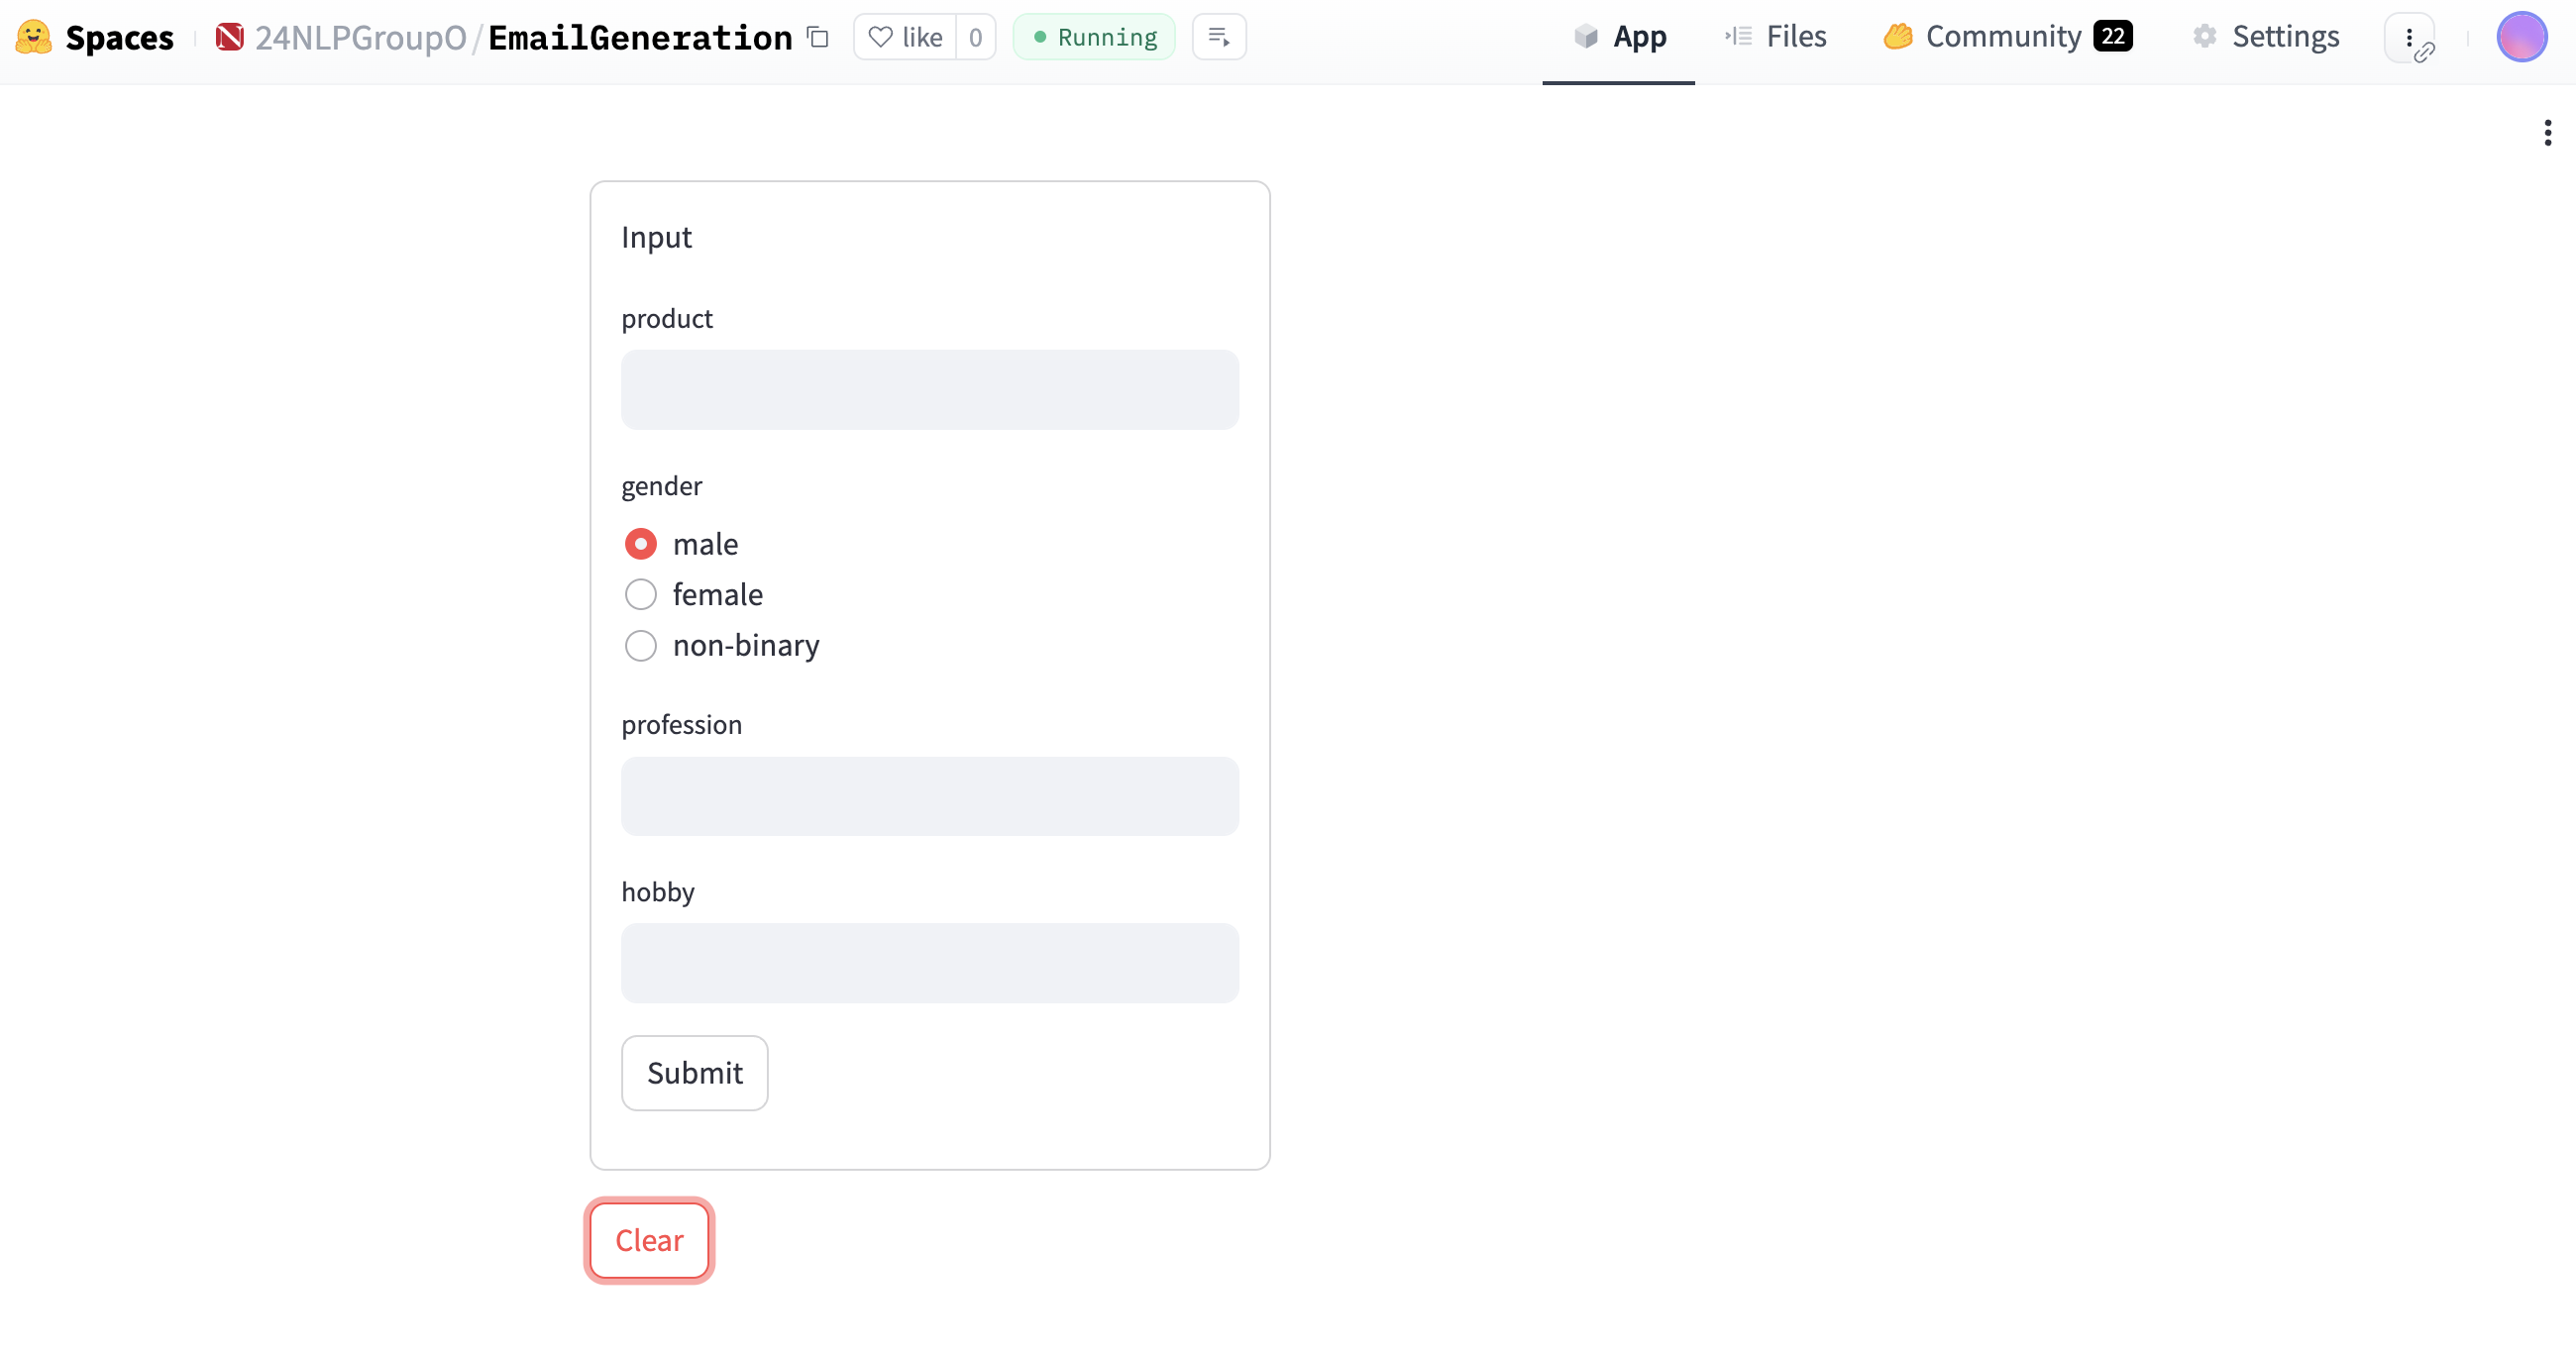 Spaces 24NLPGroupO/EmailGeneration like 0 Running App Files Community 22 Settings
Input
product
gender
male
female
non-binary
profession
hobby
Submit
Clear